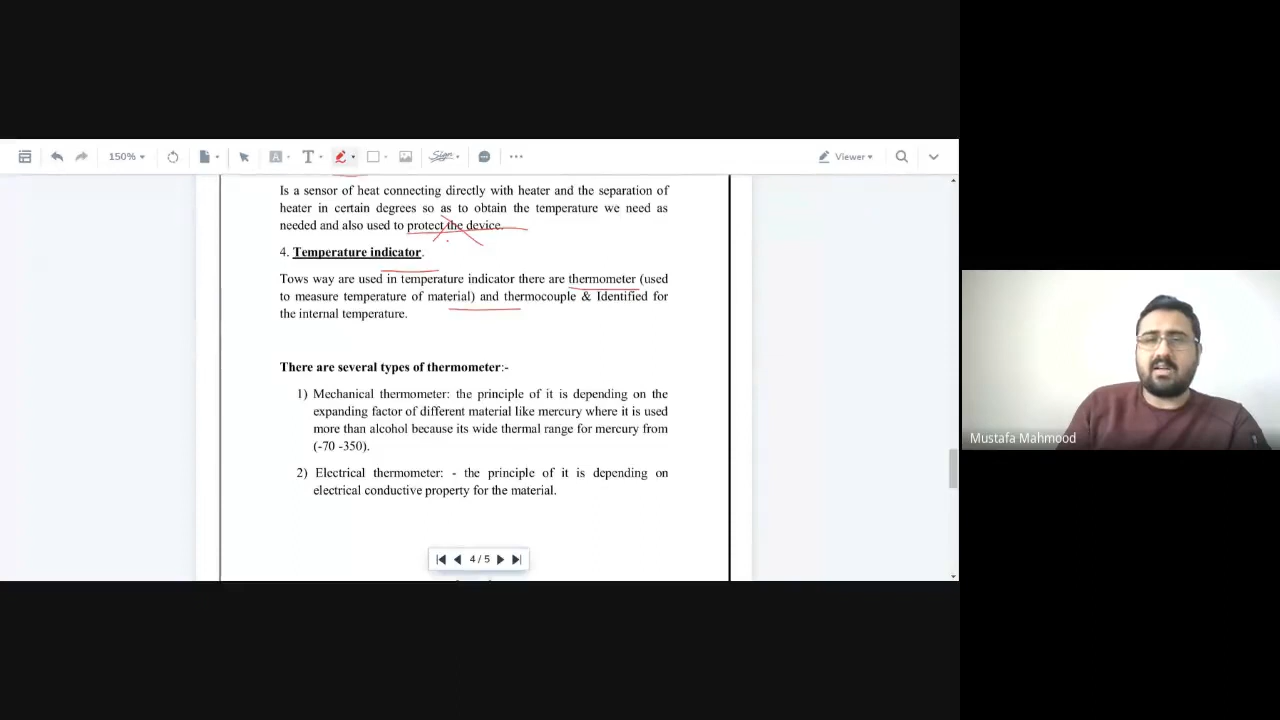 150%
T
A
Sign
Viewer
Is a sensor of heat connecting directly with heater and the separation of
heater in certain degrees so as to obtain the temperature we need as
needed and also used to protect the device.
4. Temperature indicator.
Tows way are used in temperature indicator there are thermometer (used
to measure temperature of material) and thermocouple & Identified for
the internal temperature.
There are several types of thermometer:-
1) Mechanical thermometer: the principle of it is depending on the
expanding factor of different material like mercury where it is used
more than alcohol because its wide thermal range for mercury from
(-70 -350).
2) Electrical thermometer: - the principle of it is depending on
electrical conductive property for the material.
4 / 5
Mustafa Mahmood